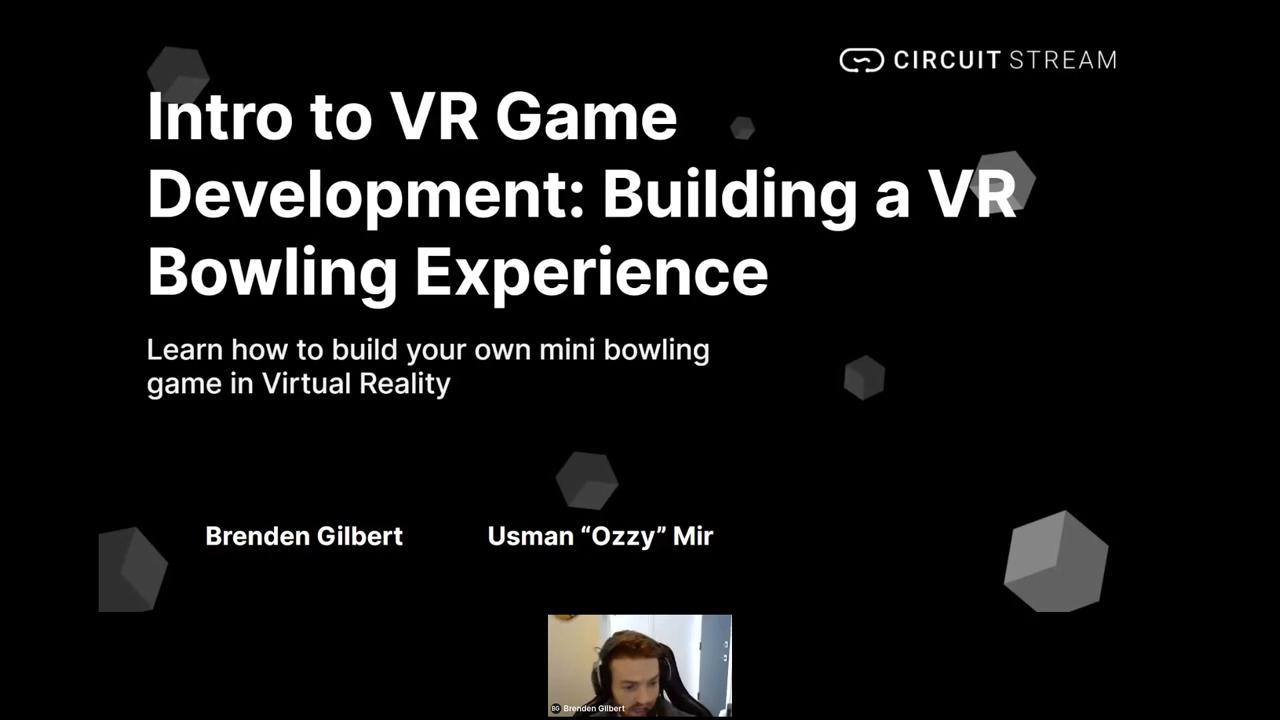 CIRCUIT STREAM
Intro to VR Game
Development: Building a VR
Bowling Experience
Learn how to build your own mini bowling
game in Virtual Reality
Brenden Gilbert
Usman “Ozzy” Mir
BG Brenden Gilbert